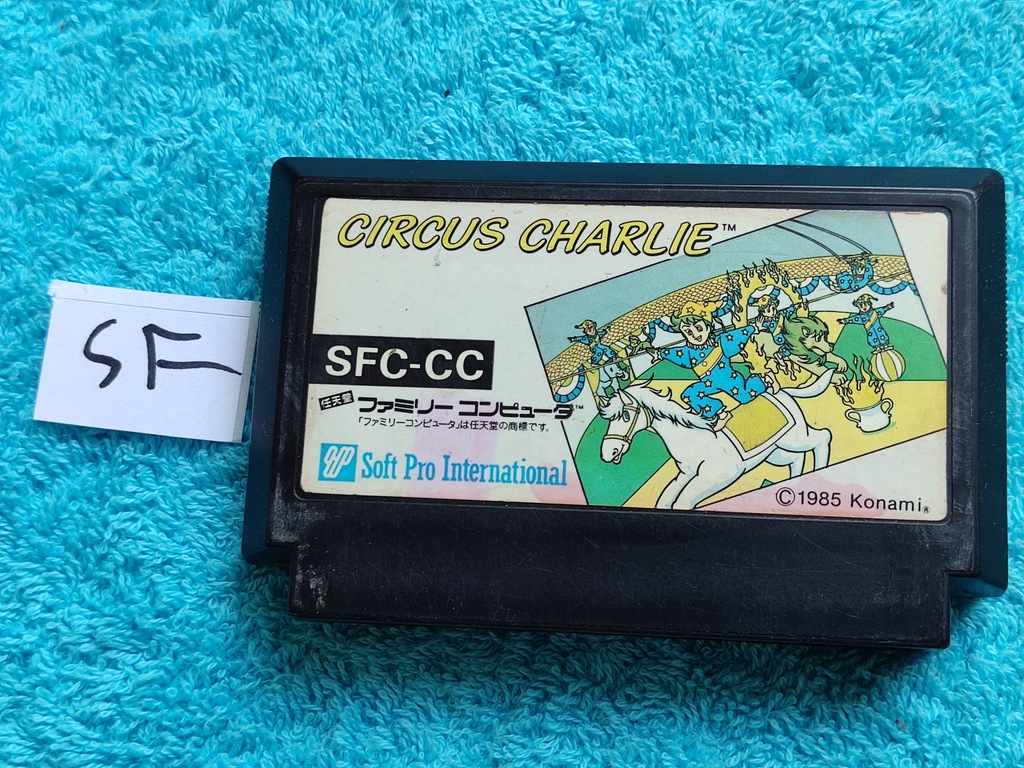 SF
CIRCUS CHARLIE™
SFC-CC
任天堂 ファミリー コンピュータ™
「ファミリーコンピュータ」は任天堂の商標です。
Soft Pro International
©1985 Konami®